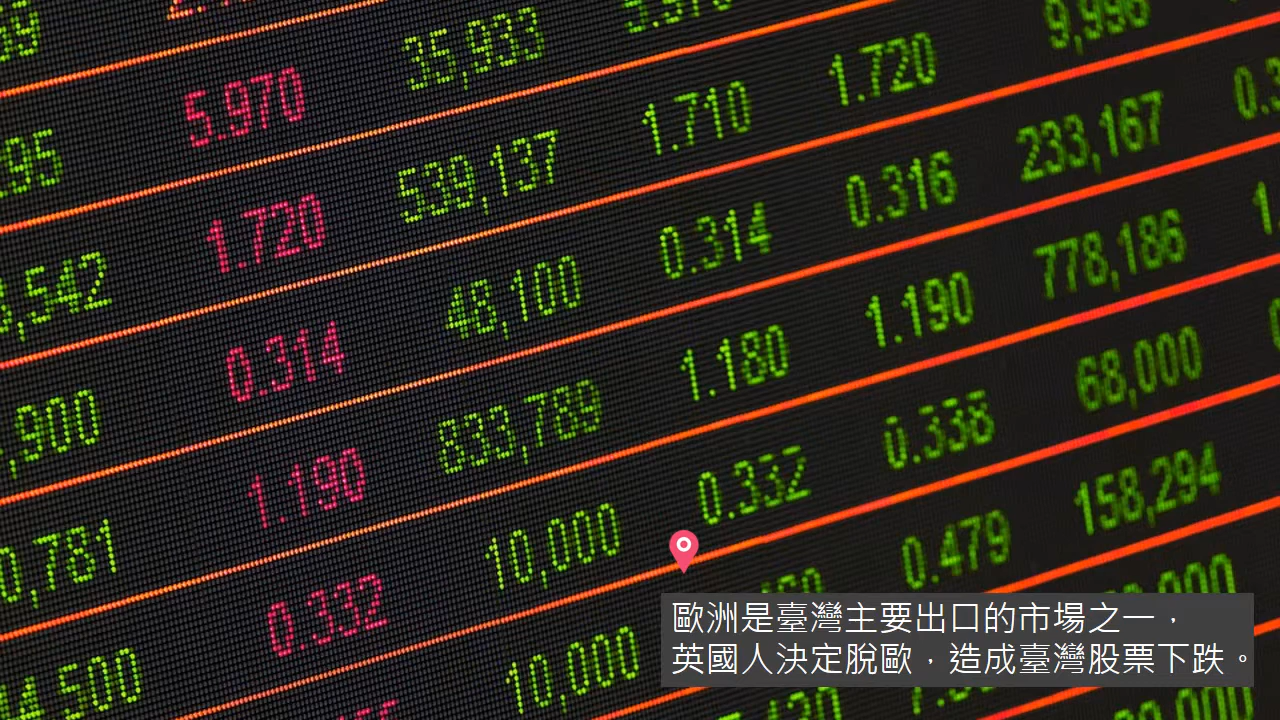 5.970 35,933
,542 1.720 539,137 1.710 1.720 9,996
,900 0.314 48,100 0.314 0.316 233,167
0,781 1.190 833,789 1.180 1.190 778,186
4,500 0.332 10,000 0.332 0.338 68,000
10,000 0.479 158,294
歐洲是臺灣主要出口的市場之一，
英國人決定脫歐，造成臺灣股票下跌。